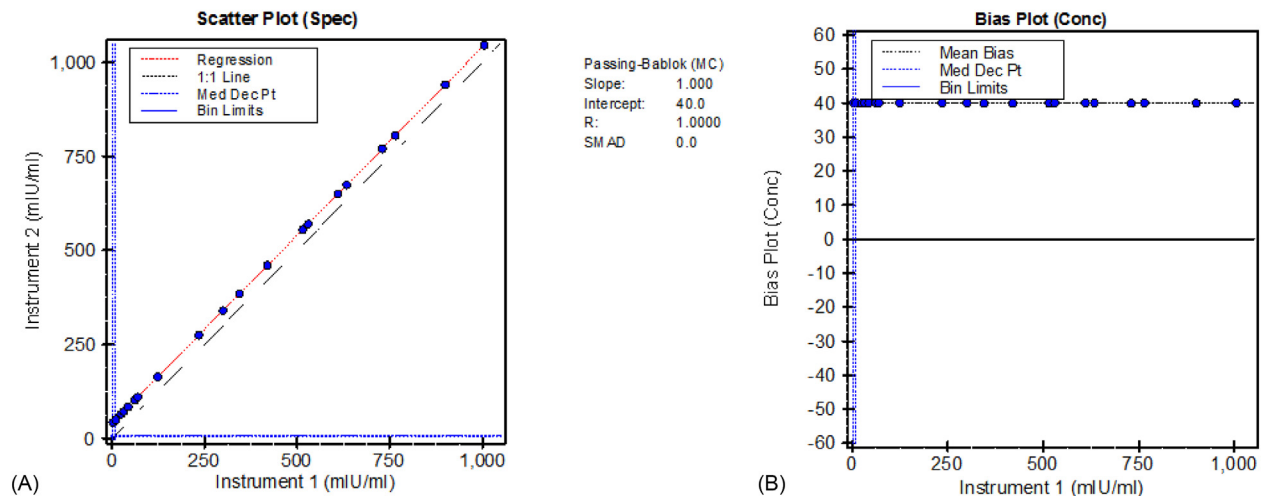 Scatter Plot (Spec)
Regression
1:1 Line
Med Dec Pt
Bin Limits
1,000
750
500
250
0
Instrument 2 (mIU/ml)
0
250
500
750
1,000
Instrument 1 (mIU/ml)
(A)
Passing-Bablok (MC)
Slope: 1.000
Intercept: 40.0
R: 1.0000
SMAD 0.0
Bias Plot (Conc)
Mean Bias
Med Dec Pt
Bin Limits
60
50
40
30
20
10
0
-10
-20
-30
-40
-50
-60
Bias Plot (Conc)
0
250
500
750
1,000
Instrument 1 (mIU/ml)
(B)